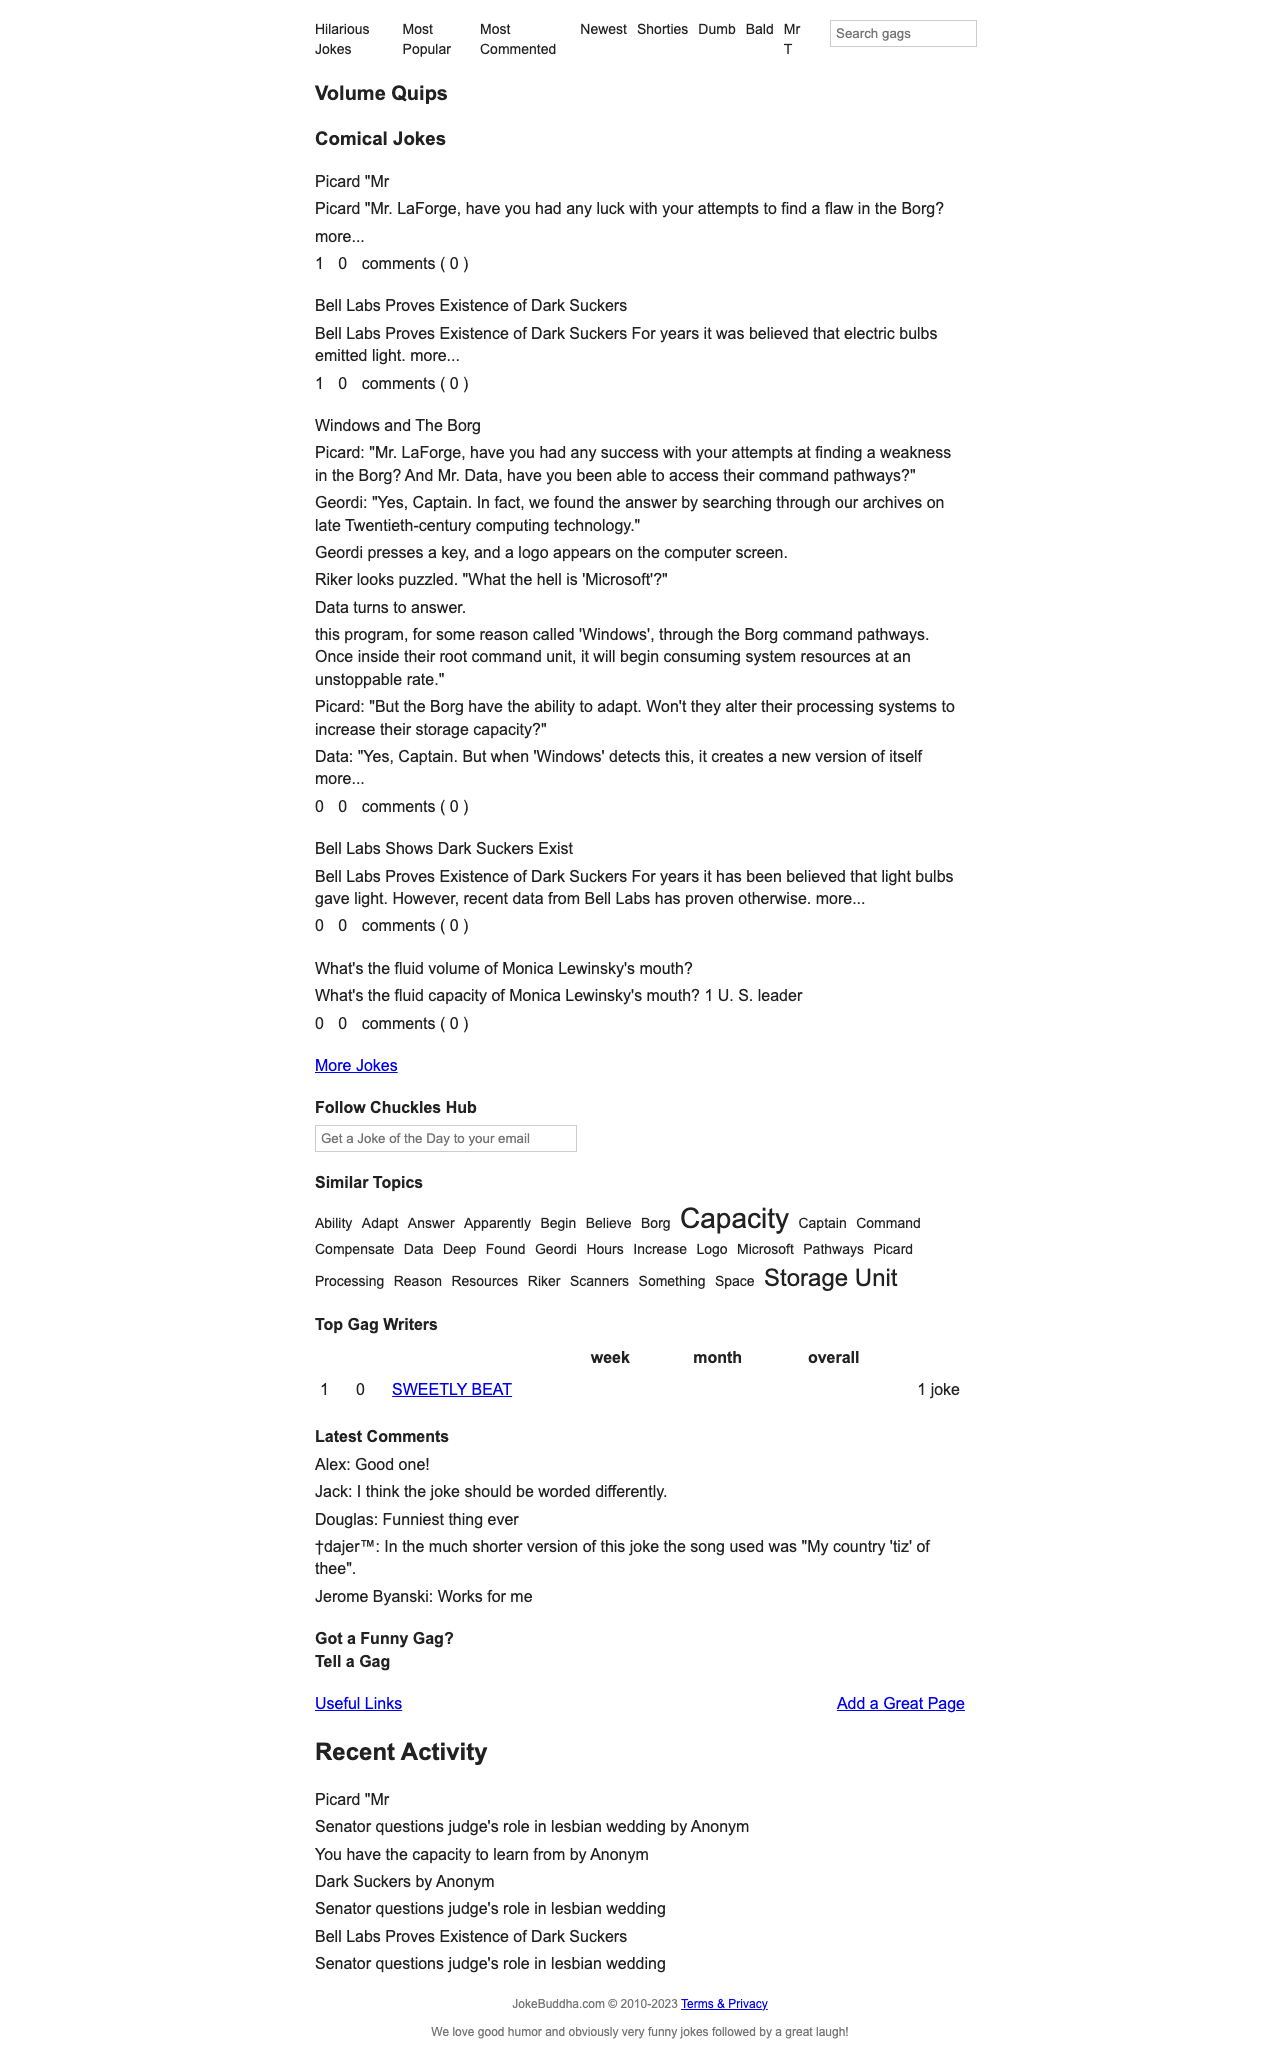 Hilarious Jokes Most Popular Most Commented Newest Shorties Dumb Bald Mr T Search gags
Volume Quips
Comical Jokes
Picard "Mr
Picard "Mr. LaForge, have you had any luck with your attempts to find a flaw in the Borg?
more...
1 0 comments ( 0 )
Bell Labs Proves Existence of Dark Suckers
Bell Labs Proves Existence of Dark Suckers For years it was believed that electric bulbs
emitted light. more...
1 0 comments ( 0 )
Windows and The Borg
Picard: "Mr. LaForge, have you had any success with your attempts at finding a weakness
in the Borg? And Mr. Data, have you been able to access their command pathways?"
Geordi: "Yes, Captain. In fact, we found the answer by searching through our archives on
late Twentieth-century computing technology."
Geordi presses a key, and a logo appears on the computer screen.
Riker looks puzzled. "What the hell is 'Microsoft'?"
Data turns to answer.
this program, for some reason called 'Windows', through the Borg command pathways.
Once inside their root command unit, it will begin consuming system resources at an
unstoppable rate."
Picard: "But the Borg have the ability to adapt. Won't they alter their processing systems to
increase their storage capacity?"
Data: "Yes, Captain. But when 'Windows' detects this, it creates a new version of itself
more...
0 0 comments ( 0 )
Bell Labs Shows Dark Suckers Exist
Bell Labs Proves Existence of Dark Suckers For years it has been believed that light bulbs
gave light. However, recent data from Bell Labs has proven otherwise. more...
0 0 comments ( 0 )
What's the fluid volume of Monica Lewinsky's mouth?
What's the fluid capacity of Monica Lewinsky's mouth? 1 U. S. leader
0 0 comments ( 0 )
More Jokes
Follow Chuckles Hub
Get a Joke of the Day to your email
Similar Topics
Ability Adapt Answer Apparently Begin Believe Borg Capacity Captain Command
Compensate Data Deep Found Geordi Hours Increase Logo Microsoft Pathways Picard
Processing Reason Resources Riker Scanners Something Space Storage Unit
Top Gag Writers
week month overall
1 0 SWEETLY BEAT 1 joke
Latest Comments
Alex: Good one!
Jack: I think the joke should be worded differently.
Douglas: Funniest thing ever
†dajer™: In the much shorter version of this joke the song used was "My country 'tiz' of
thee".
Jerome Byanski: Works for me
Got a Funny Gag?
Tell a Gag
Useful Links Add a Great Page
Recent Activity
Picard "Mr
Senator questions judge's role in lesbian wedding by Anonym
You have the capacity to learn from by Anonym
Dark Suckers by Anonym
Senator questions judge's role in lesbian wedding
Bell Labs Proves Existence of Dark Suckers
Senator questions judge's role in lesbian wedding
JokeBuddha.com © 2010-2023 Terms & Privacy
We love good humor and obviously very funny jokes followed by a great laugh!